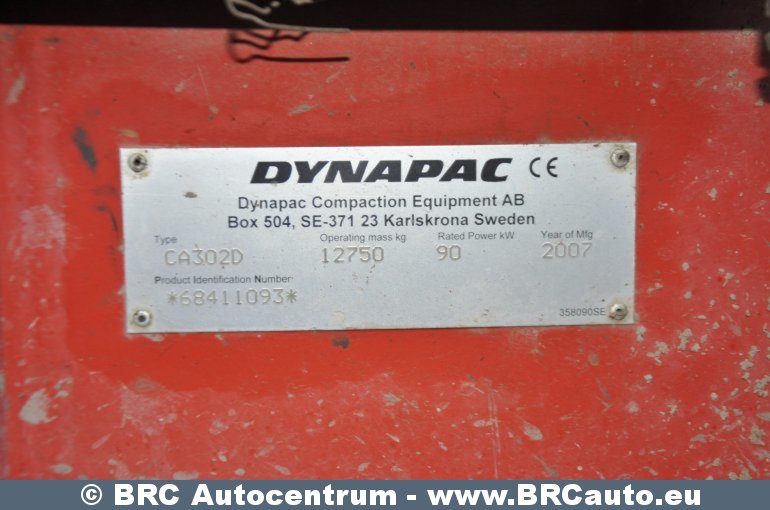 DYNAPAC CE
Dynapac Compaction Equipment AB
Box 504, SE-371 23 Karlskrona Sweden
Type Operating mass kg Rated Power kW Year of Mfg
CA302D 12750 90 2007
Product Identification Number
*68411093*
358090SE
© BRC Autocentrum - www.BRCauto.eu